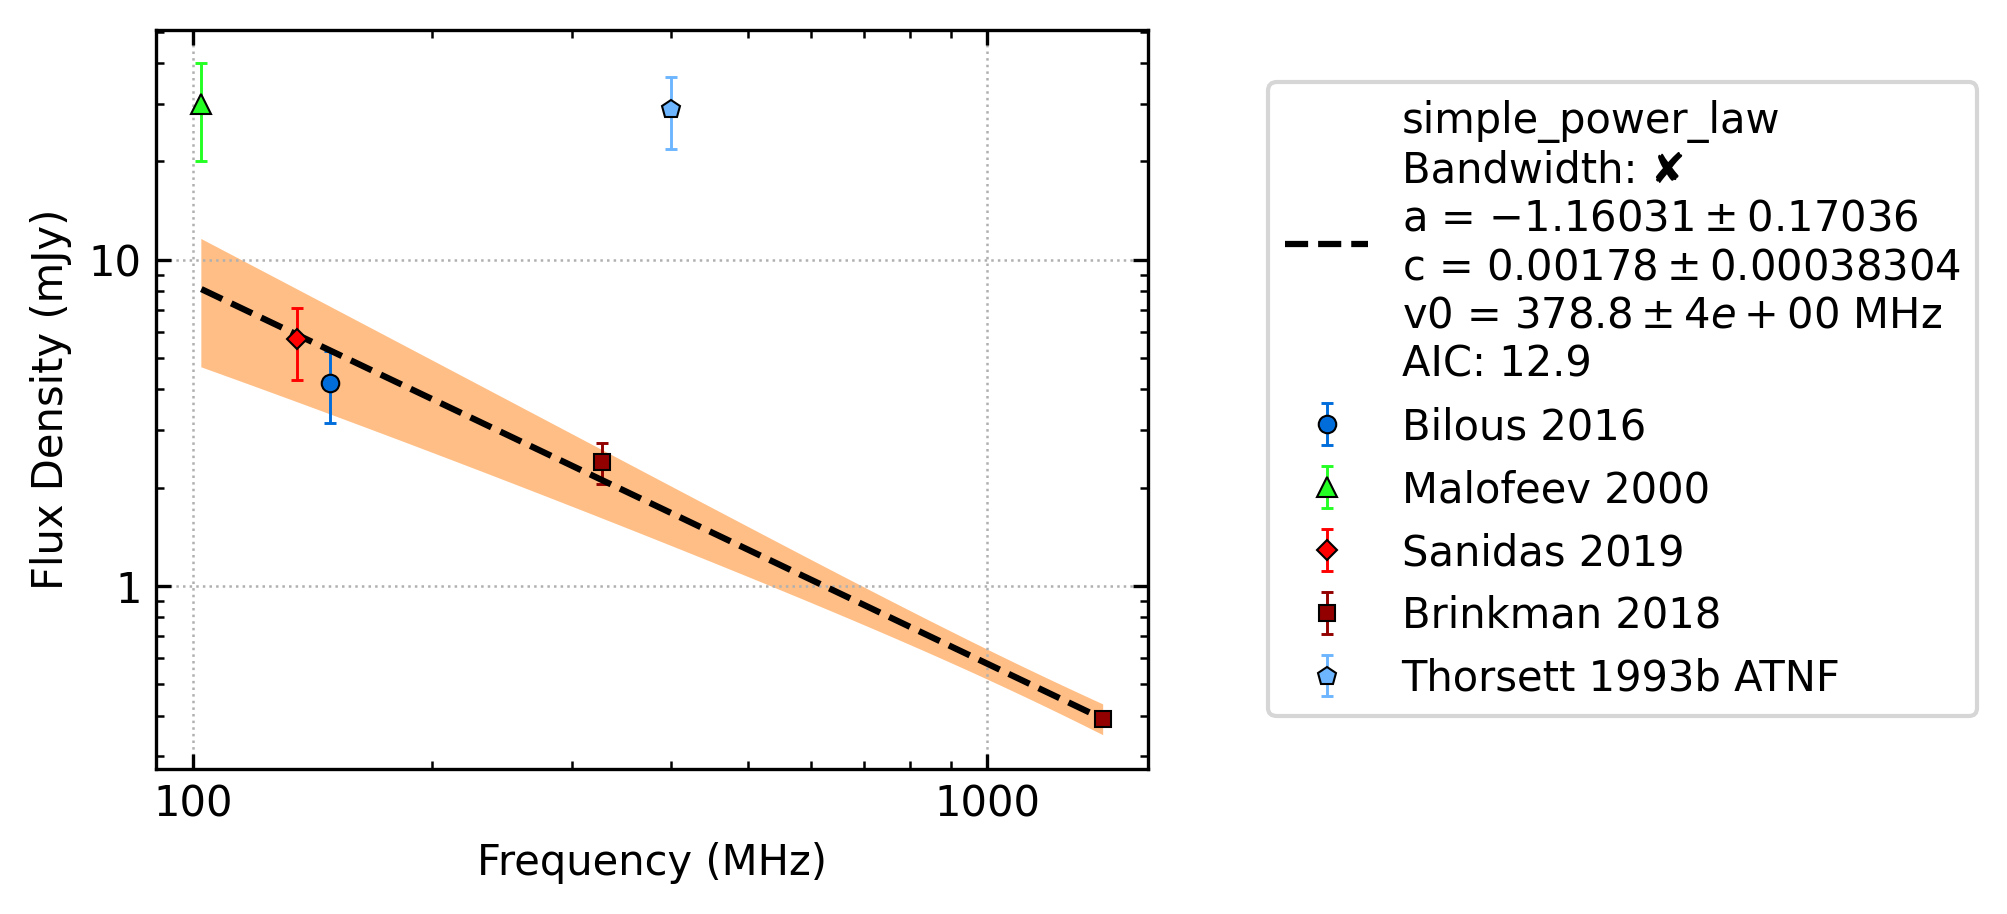 10
1
100
1000
Flux Density (mJy)
Frequency (MHz)
simple_power_law
Bandwidth: ✘
a = −1.16031 ± 0.17036
c = 0.00178 ± 0.00038304
v0 = 378.8 ± 4e + 00 MHz
AIC: 12.9
Bilous 2016
Malofeev 2000
Sanidas 2019
Brinkman 2018
Thorsett 1993b ATNF